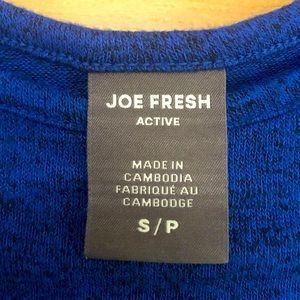 JOE FRESH
ACTIVE
MADE IN
CAMBODIA
FABRIQUÉ AU
CAMBODGE
S/P